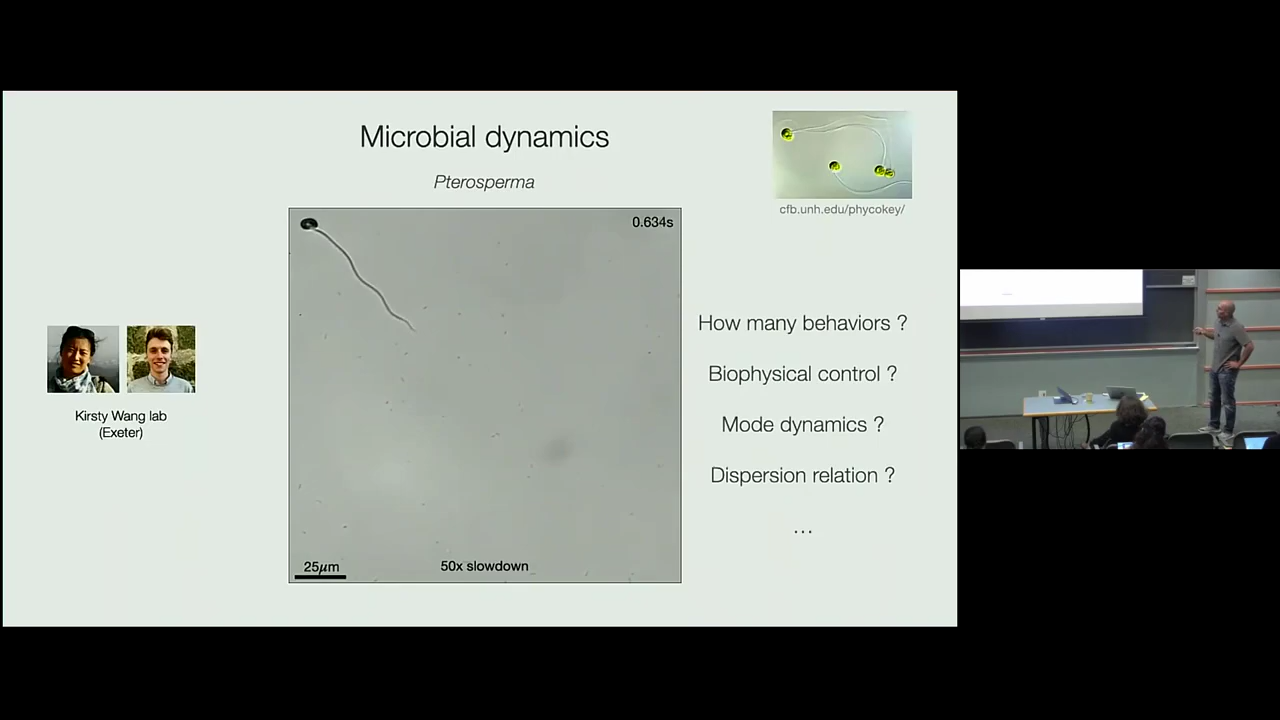 Microbial dynamics
Pterosperma
cfb.unh.edu/phycokey/
0.634s
How many behaviors ?
Biophysical control ?
Mode dynamics ?
Dispersion relation ?
...
Kirsty Wang lab
(Exeter)
25μm
50x slowdown